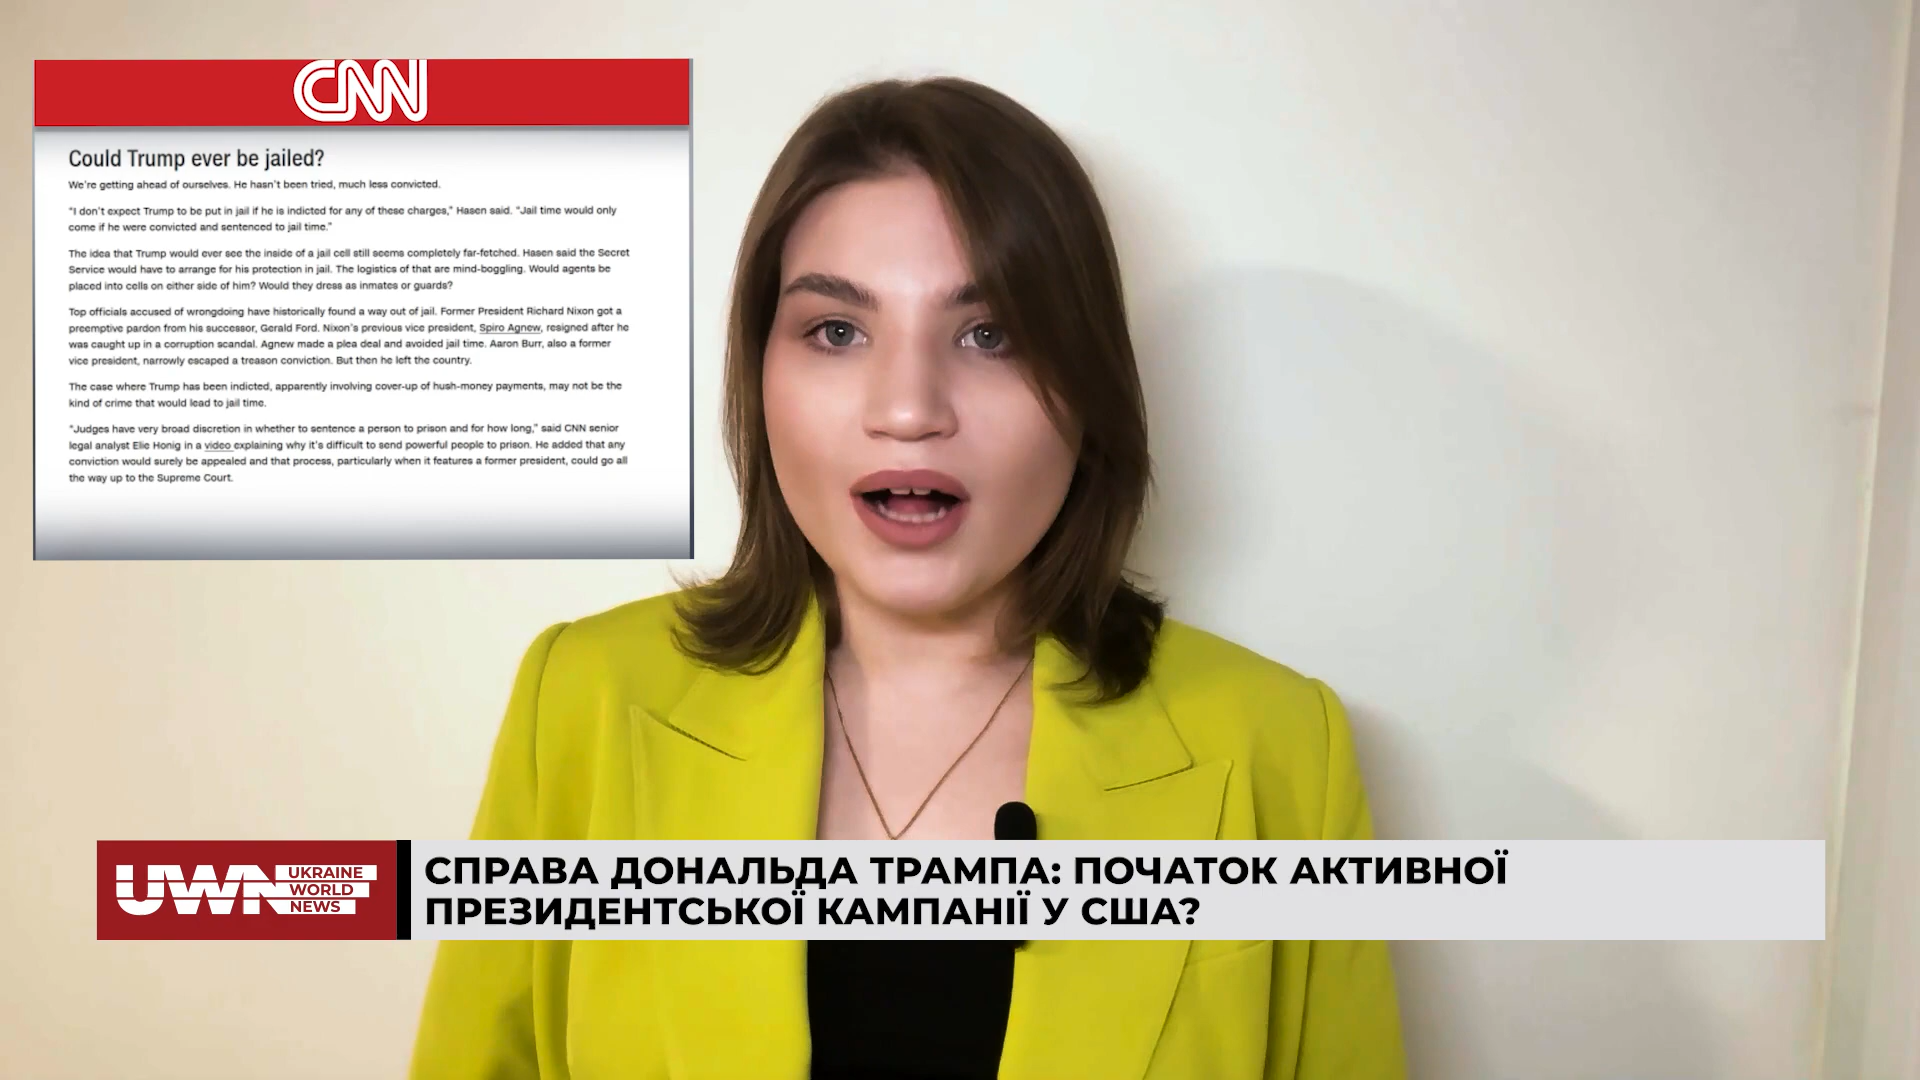 CNN
Could Trump ever be jailed?
We're getting ahead of ourselves. He hasn't been tried, much less convicted.
"I don't expect Trump to be put in jail if he is indicted for any of these charges," Hasen said. "Jail time would only
come if he were convicted and sentenced to jail time."
The idea that Trump would ever see the inside of a jail cell still seems completely far-fetched. Hasen said the Secret
Service would have to arrange for his protection in jail. The logistics of that are mind-boggling. Would agents be
placed into cells on either side of him? Would they dress as inmates or guards?
Top officials accused of wrongdoing have historically found a way out of jail. Former President Richard Nixon got a
preemptive pardon from his successor, Gerald Ford. Nixon's previous vice president, Spiro Agnew, resigned after he
was caught up in a corruption scandal. Agnew made a plea deal and avoided jail time. Aaron Burr, also a former
vice president, narrowly escaped a treason conviction. But then he left the country.
The case where Trump has been indicted, apparently involving cover-up of hush-money payments, may not be the
kind of crime that would lead to jail time.
"Judges have very broad discretion in whether to sentence a person to prison and for how long," said CNN senior
legal analyst Elie Honig in a video explaining why it's difficult to send powerful people to prison. He added that any
conviction would surely be appealed and that process, particularly when it features a former president, could go all
the way up to the Supreme Court.
UWN
UKRAINE
WORLD
NEWS
СПРАВА ДОНАЛЬДА ТРАМПА: ПОЧАТОК АКТИВНОЇ
ПРЕЗИДЕНТСЬКОЇ КАМПАНІЇ У США?